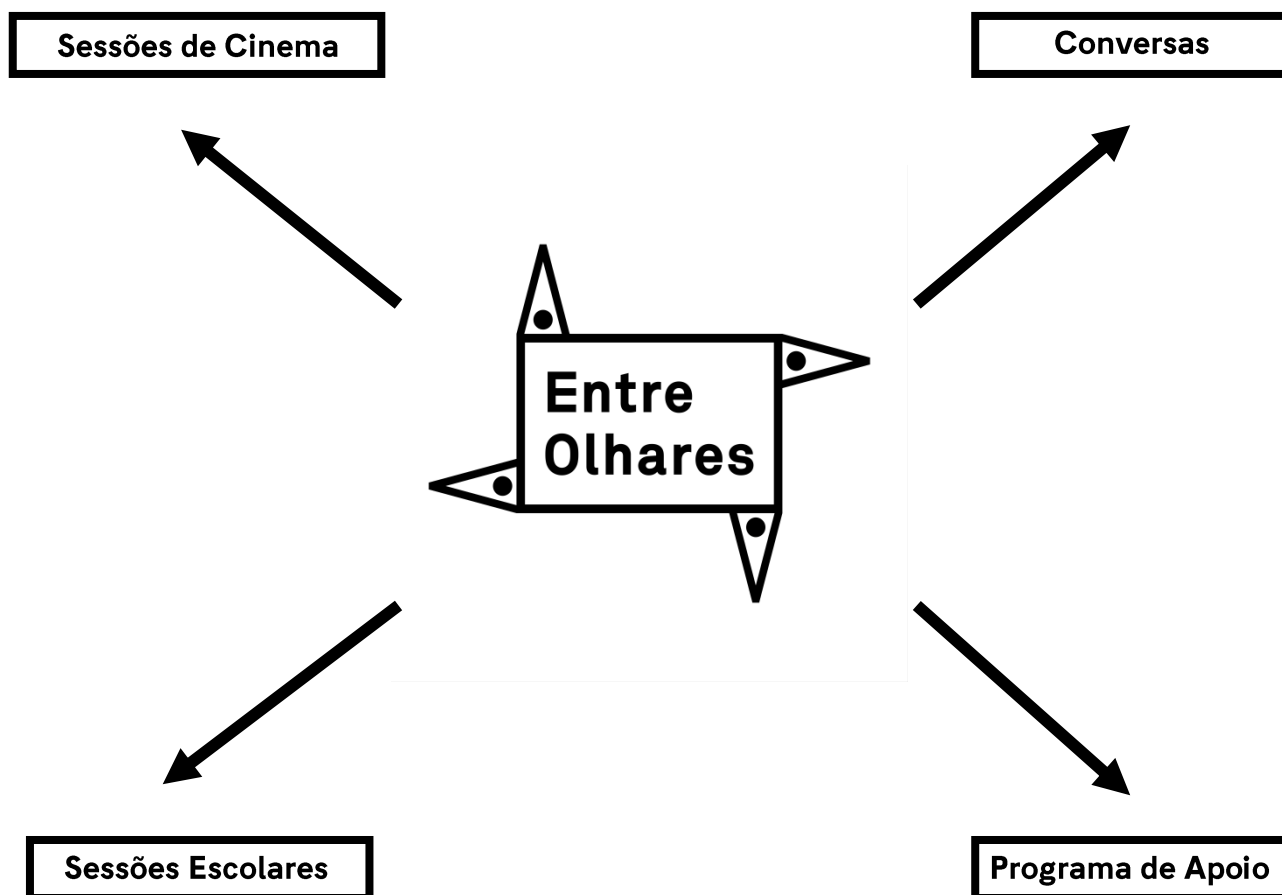 Sessões de Cinema
Conversas
Entre
Olhares
Sessões Escolares
Programa de Apoio